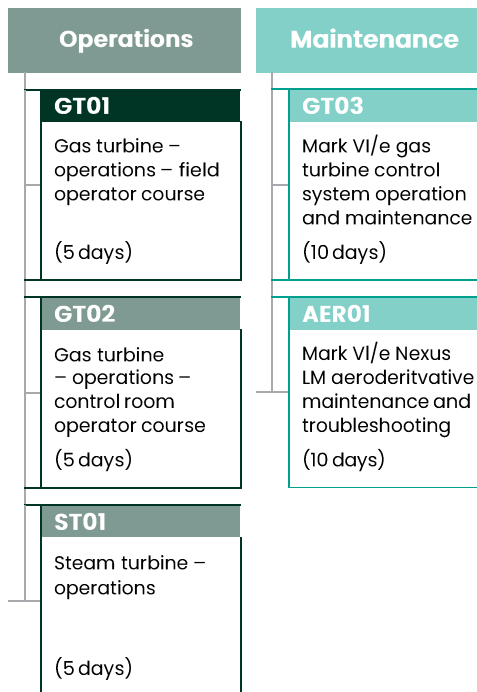 Operations
GT01
Gas turbine –
operations – field
operator course
(5 days)
GT02
Gas turbine
– operations –
control room
operator course
(5 days)
ST01
Steam turbine –
operations
(5 days)
Maintenance
GT03
Mark VI/e gas
turbine control
system operation
and maintenance
(10 days)
AER01
Mark VI/e Nexus
LM aeroderitvative
maintenance and
troubleshooting
(10 days)